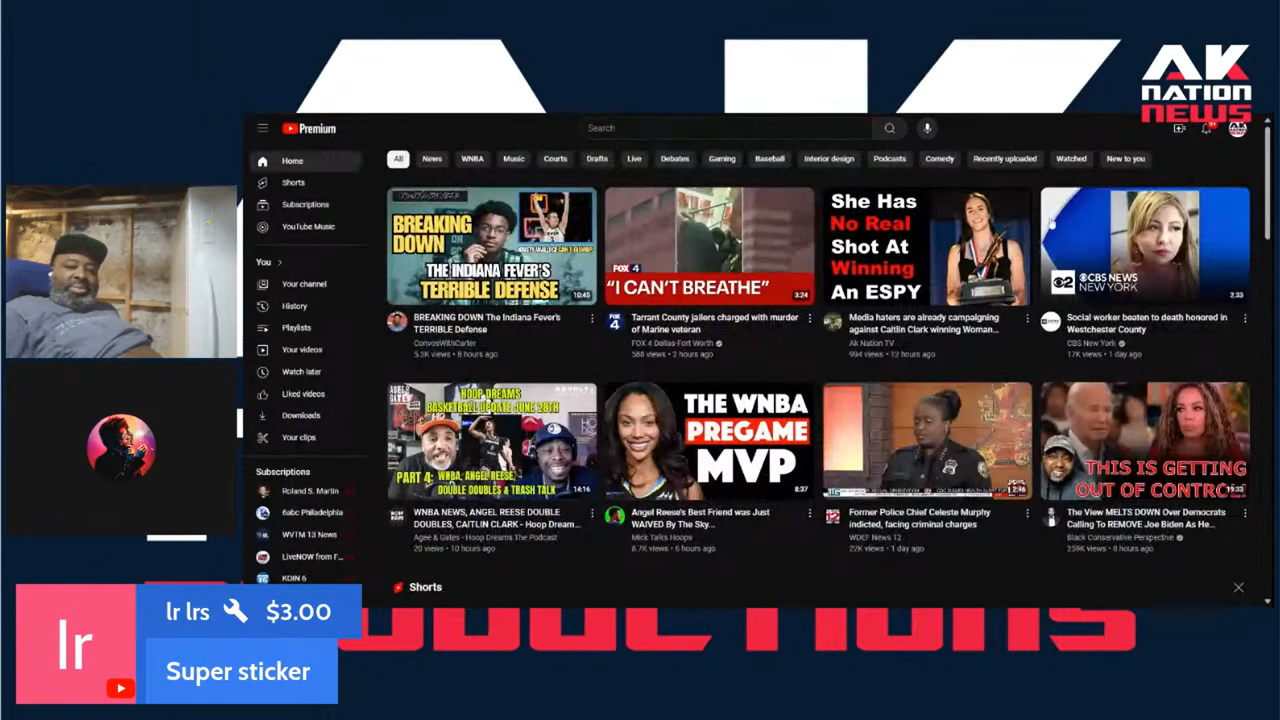 AK
NATION
NEWS
Premium
Search
Home
Shorts
Subscriptions
YouTube Music
You
Your channel
History
Playlists
Your videos
Watch later
Liked videos
Downloads
Your clips
Subscriptions
Roland S. Martin
6abc Philadelphia
WVTM 13 News
LiveNOW from F...
KOIN 6
All
News
WNBA
Music
Courts
Drafts
Live
Debates
Gaming
Baseball
Interior design
Podcasts
Comedy
Recently uploaded
Watched
New to you
BREAKING
DOWN
THE INDIANA FEVER'S
TERRIBLE DEFENSE
10:45
BREAKING DOWN The Indiana Fever's
TERRIBLE Defense
ConvosWithCarter
5.3K views • 8 hours ago
FOX 4
"I CAN'T BREATHE"
3:24
Tarrant County jailers charged with murder
of Marine veteran
FOX 4 Dallas-Fort Worth
588 views • 2 hours ago
She Has
No Real
Shot At
Winning
An ESPY
Media haters are already campaigning
against Caitlin Clark winning Woman...
Ak Nation TV
994 views • 12 hours ago
2 CBS NEWS
NEW YORK
2:33
Social worker beaten to death honored in
Westchester County
CBS New York
17K views • 1 day ago
HOOP DREAMS
BASKETBALL UPDATE JUNE 28TH
PART 4: WNBA, ANGEL REESE,
DOUBLE DOUBLES & TRASH TALK
14:16
WNBA NEWS, ANGEL REESE DOUBLE
DOUBLES, CAITLIN CLARK - Hoop Dream...
Agee & Gates - Hoop Dreams The Podcast
20 views • 10 hours ago
THE WNBA
PREGAME
MVP
8:37
Angel Reese's Best Friend was Just
WAIVED By The Sky...
Mick Talks Hoops
8.7K views • 6 hours ago
2:46
Former Police Chief Celeste Murphy
indicted, facing criminal charges
WDEF News 12
22K views • 1 day ago
THIS IS GETTING
OUT OF CONTROL
19:33
The View MELTS DOWN Over Democrats
Calling To REMOVE Joe Biden As He...
Black Conservative Perspective
259K views • 8 hours ago
Shorts
lr
lr lrs $3.00
Super sticker